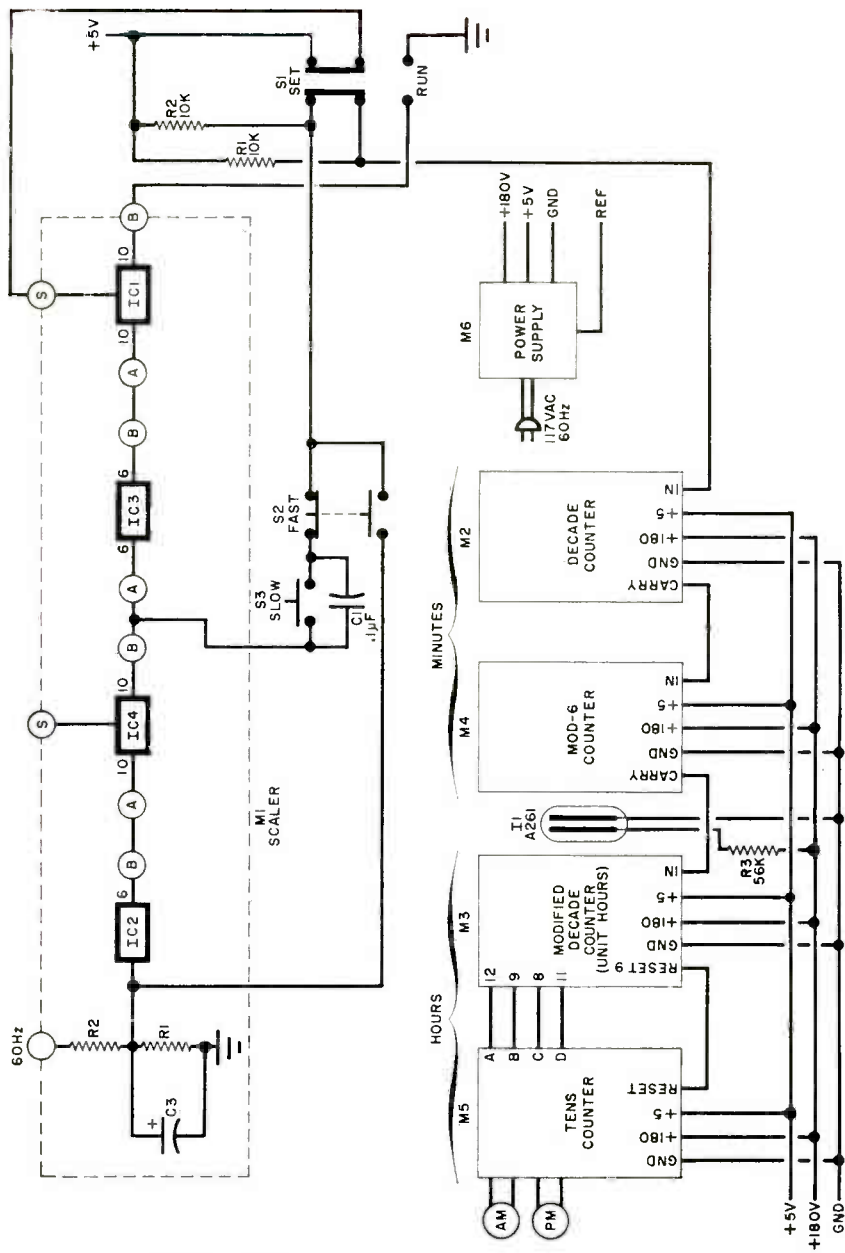 +5V
S1
SET
RUN
R2
10K
R1
10K
S
B
10
IC1
10
A
B
6
IC3
6
A
B
10
IC4
10
A
B
6
IC2
S
60Hz
R2
R1
+
C3
M1
SCALER
S2
FAST
S3
SLOW
C1
.1µF
M6
POWER
SUPPLY
+180V
+5V
GND
REF
117VAC
60Hz
HOURS
MINUTES
M5
TENS
COUNTER
AM
PM
A
B
C
D
12
9
8
11
GND
+180
+5
RESET
M3
MODIFIED
DECADE
COUNTER
(UNIT HOURS)
RESET 9
GND
+180
+5
IN
I1
A261
R3
56K
M4
MOD-6
COUNTER
CARRY
GND
+180
+5
IN
M2
DECADE
COUNTER
CARRY
GND
+180
+5
IN
+5V
+180V
GND